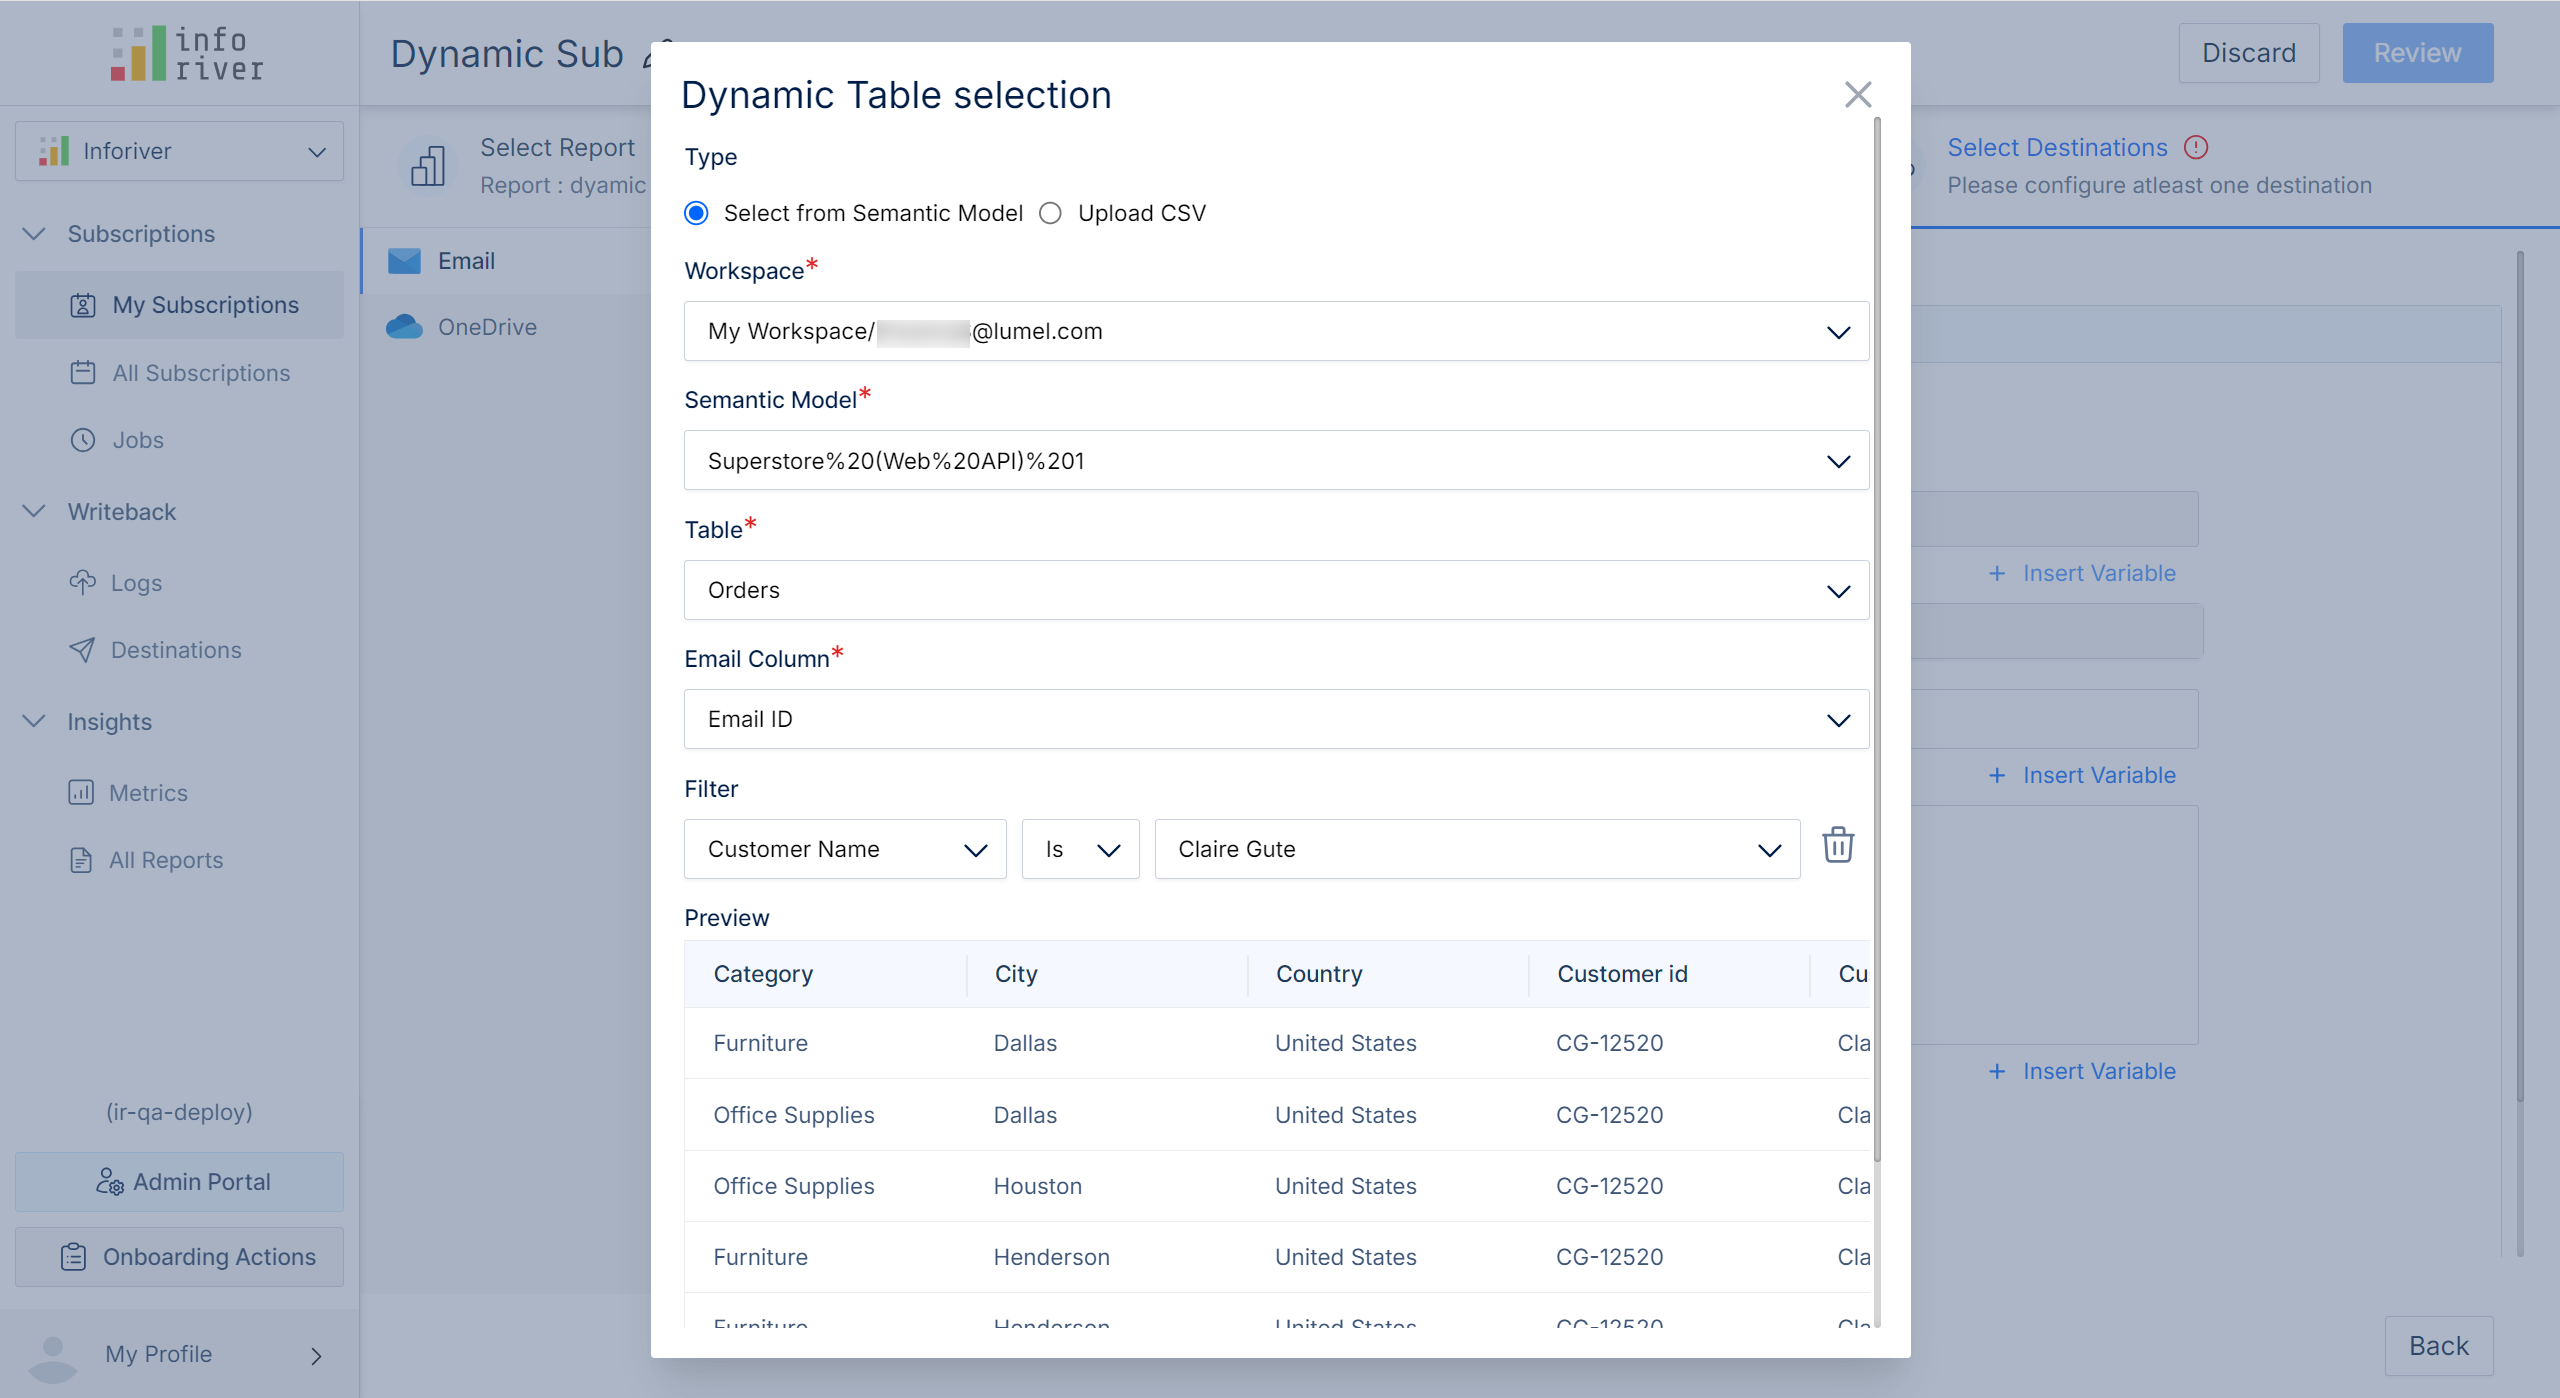 info
river
Dynamic Sub
Discard
Review
Inforiver
Subscriptions
My Subscriptions
All Subscriptions
Jobs
Writeback
Logs
Destinations
Insights
Metrics
All Reports
(ir-qa-deploy)
Admin Portal
Onboarding Actions
My Profile
Select Report
Report : dyamic
Email
OneDrive
Dynamic Table selection
Type
Select from Semantic Model
Upload CSV
Workspace*
My Workspace/ @lumel.com
Semantic Model*
Superstore%20(Web%20API)%201
Table*
Orders
Email Column*
Email ID
Filter
Customer Name
Is
Claire Gute
Preview
Category City Country Customer id Cu
Furniture Dallas United States CG-12520 Cla
Office Supplies Dallas United States CG-12520 Cla
Office Supplies Houston United States CG-12520 Cla
Furniture Henderson United States CG-12520 Cla
Furniture Henderson United States CG-12520 Cla
Select Destinations
Please configure atleast one destination
+ Insert Variable
+ Insert Variable
+ Insert Variable
Back